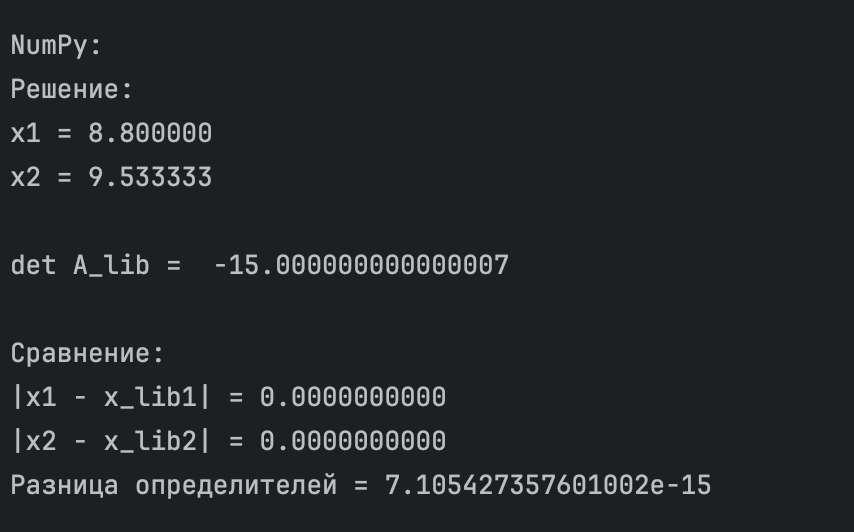 NumPy:
Решение:
x1 = 8.800000
x2 = 9.533333
det A_lib =  -15.000000000000007
Сравнение:
|x1 - x_lib1| = 0.0000000000
|x2 - x_lib2| = 0.0000000000
Разница определителей = 7.105427357601002e-15